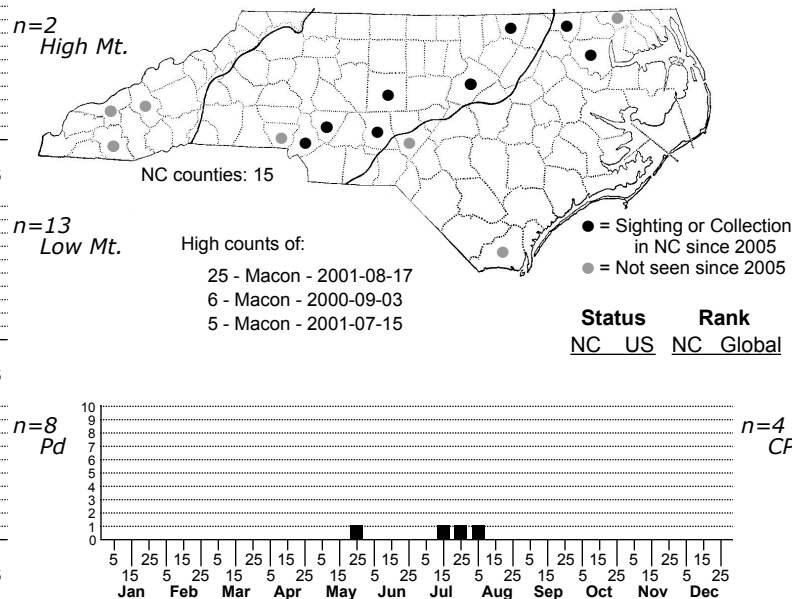 n=2
High Mt.
NC counties: 15
n=13
Low Mt.
High counts of:
25 - Macon - 2001-08-17
6 - Macon - 2000-09-03
5 - Macon - 2001-07-15
● = Sighting or Collection
in NC since 2005
● = Not seen since 2005
Status Rank
NC US NC Global
n=8
Pd
n=4
CP
10
9
8
7
6
5
4
3
2
1
0
5 25 15 5 25 15 5 25 15 5 25 15 5 25 15 5 25 15
15 5 25 15 5 25 15 5 25 15 5 25 15 5 25 15 5 25
Jan Feb Mar Apr May Jun Jul Aug Sep Oct Nov Dec